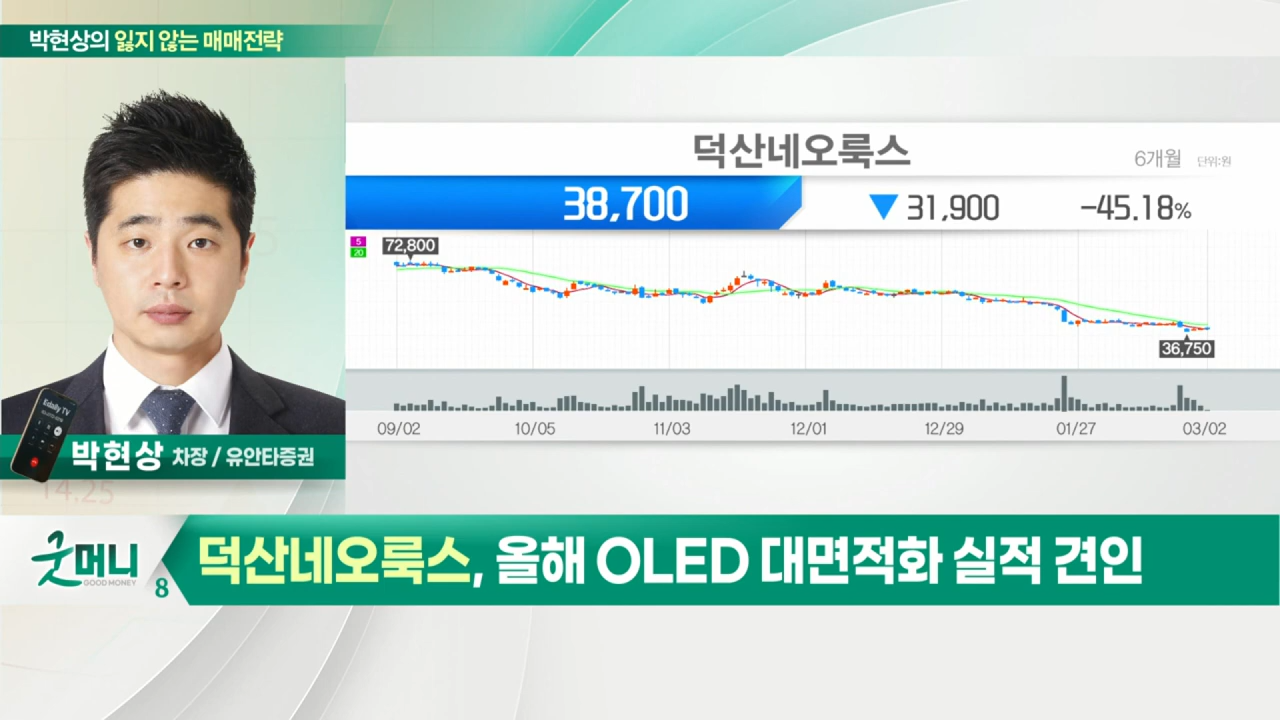 박현상의 잃지 않는 매매전략
덕산네오룩스
6개월 단위:원
38,700
▼ 31,900 -45.18%
5
20
72,800
36,750
09/02 10/05 11/03 12/01 12/29 01/27 03/02
Edaily TV
박현상 차장 / 유안타증권
14.25
굿머니
GOOD MONEY
8
덕산네오룩스, 올해 OLED 대면적화 실적 견인